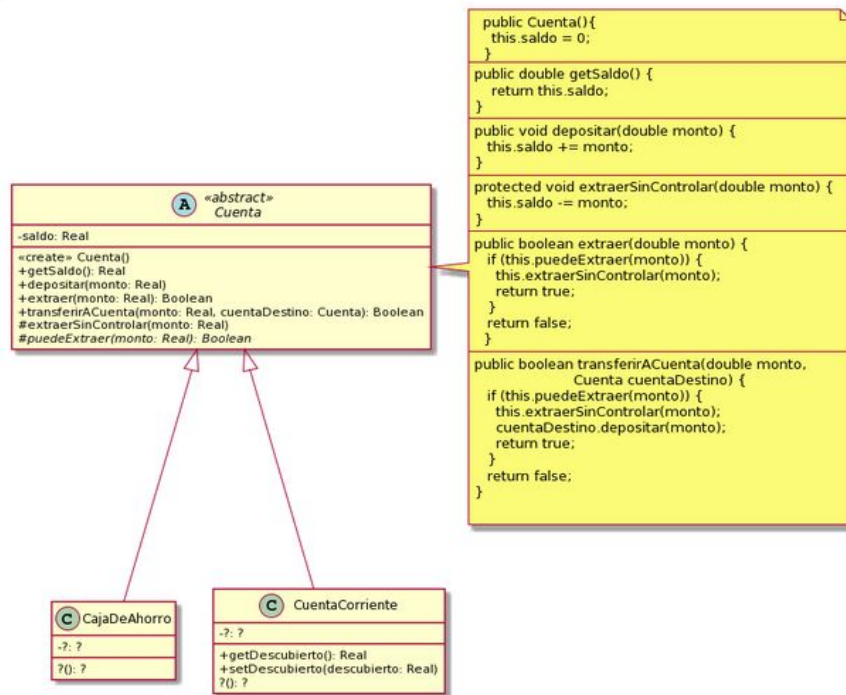 public Cuenta(){
this.saldo = 0;
}
public double getSaldo() {
return this.saldo;
}
public void depositar(double monto) {
this.saldo += monto;
}
protected void extraerSinControlar(double monto) {
this.saldo -= monto;
}
public boolean extraer(double monto) {
if (this.puedeExtraer(monto)) {
this.extraerSinControlar(monto);
return true;
}
return false;
}
public boolean transferirACuenta(double monto,
Cuenta cuentaDestino) {
if (this.puedeExtraer(monto)) {
this.extraerSinControlar(monto);
cuentaDestino.depositar(monto);
return true;
}
return false;
}
A
«abstract»
Cuenta
-saldo: Real
«create» Cuenta()
+getSaldo(): Real
+depositar(monto: Real)
+extraer(monto: Real): Boolean
+transferirACuenta(monto: Real, cuentaDestino: Cuenta): Boolean
#extraerSinControlar(monto: Real)
#puedeExtraer(monto: Real): Boolean
C CajaDeAhorro
-?: ?
?(): ?
C CuentaCorriente
-?: ?
+getDescubierto(): Real
+setDescubierto(descubierto: Real)
?(): ?